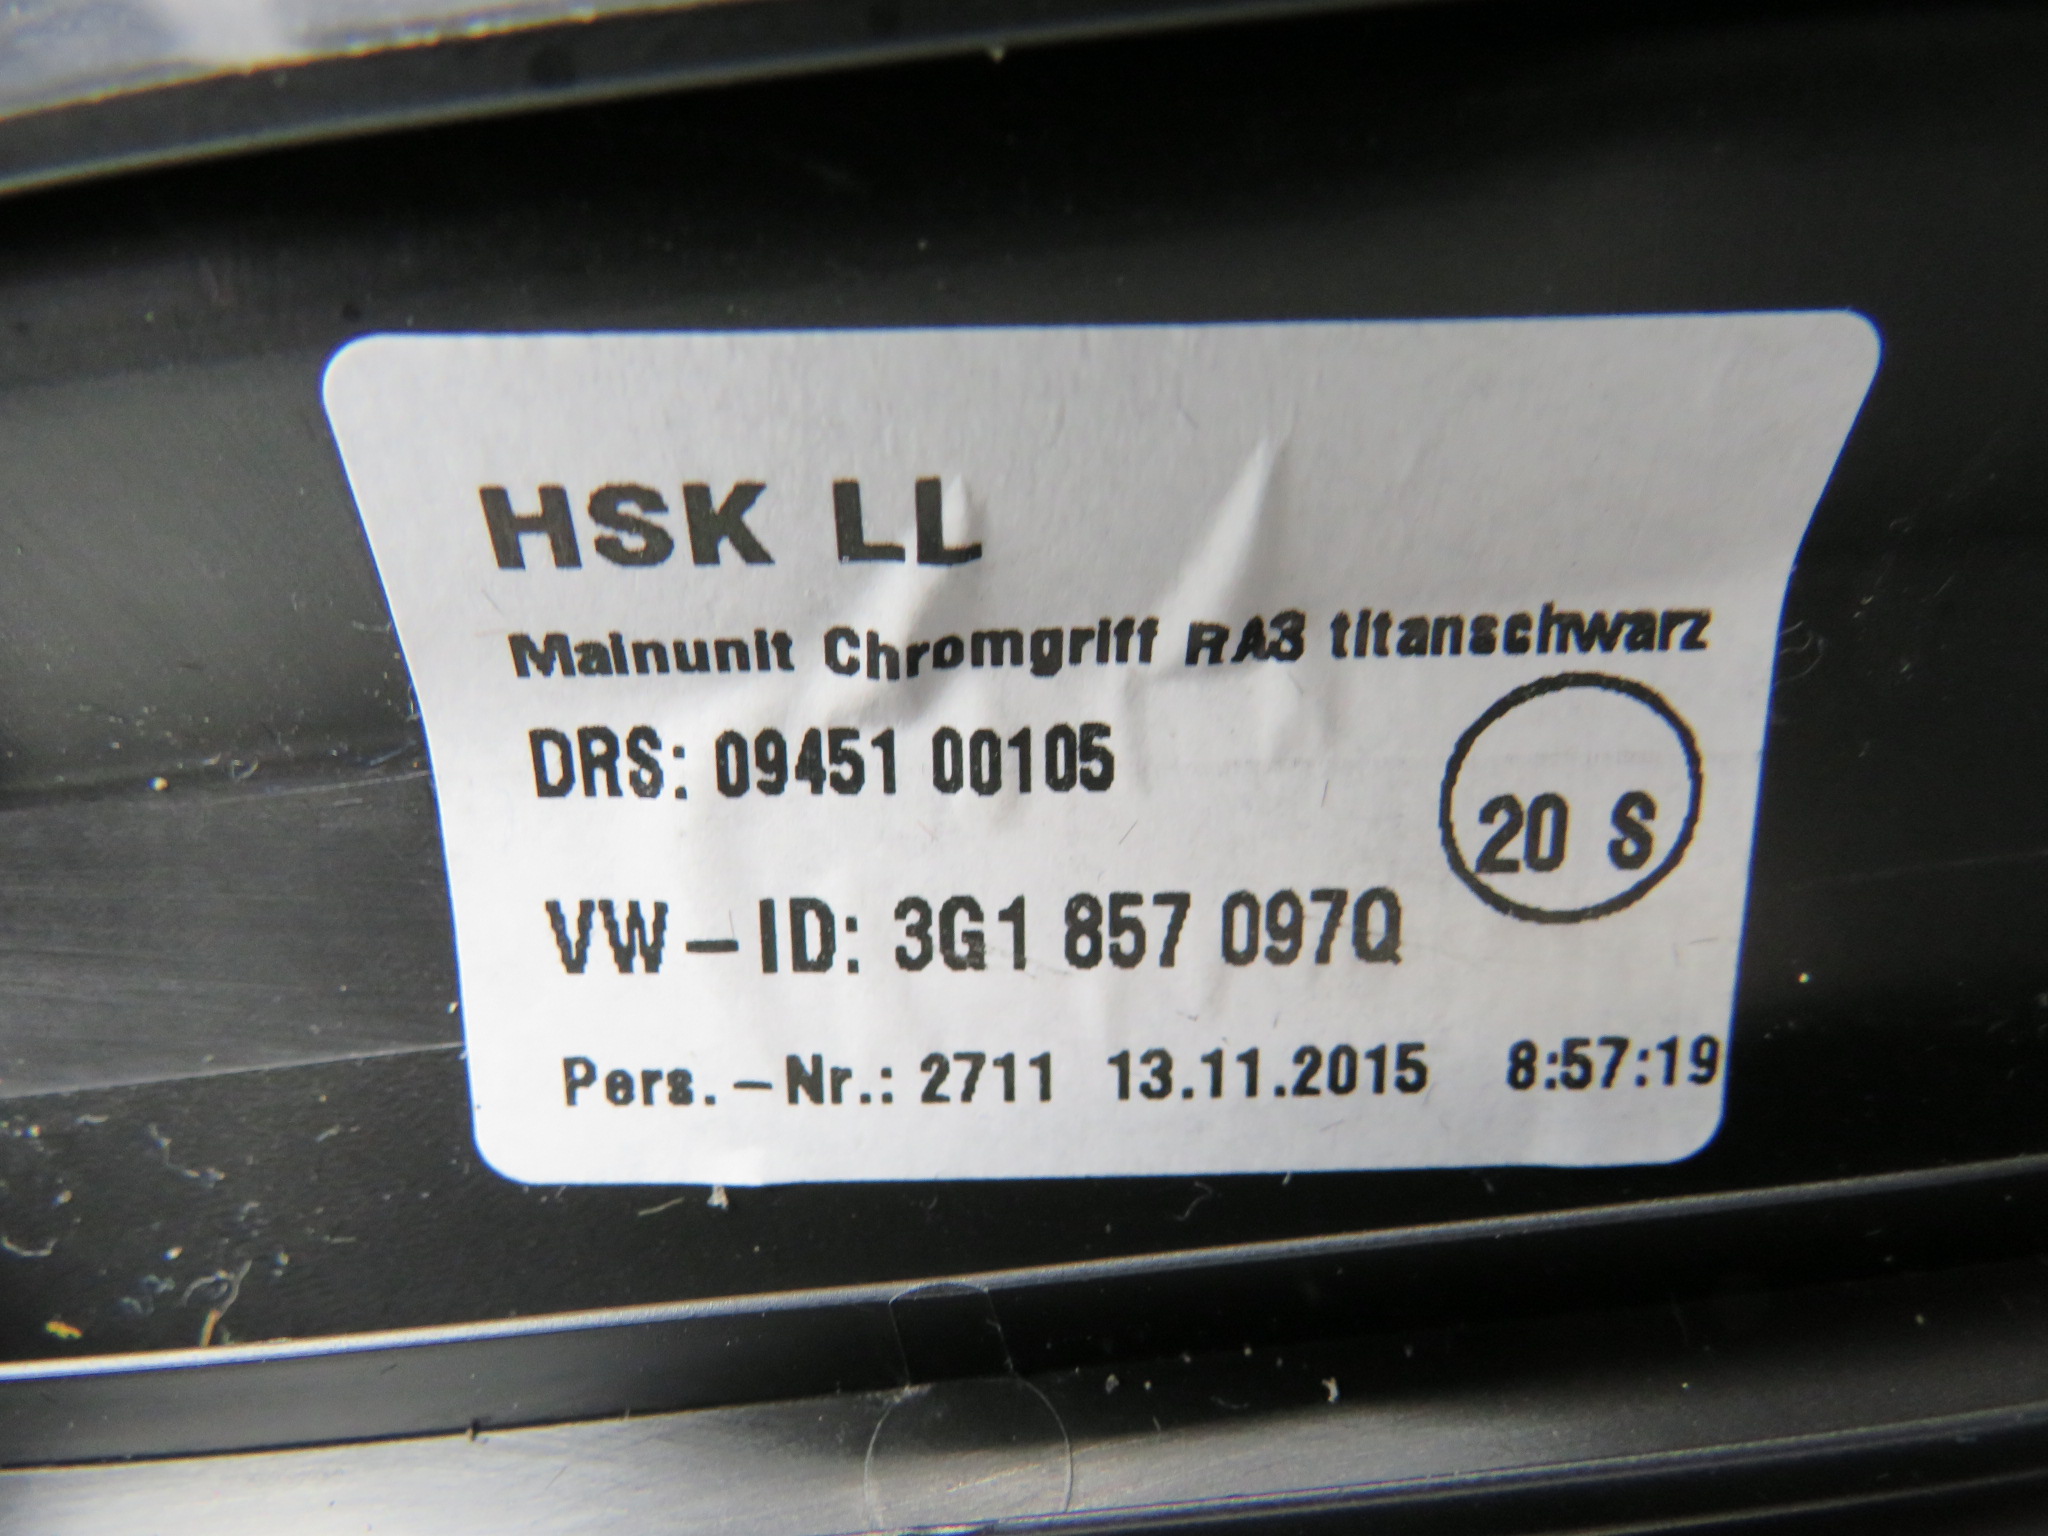 HSK LL
Mainunit Chromgriff RA3 titanschwarz
DRS: 09451 00105
20 S
VW-ID: 3G1 857 097Q
Pers.-Nr.: 2711 13.11.2015 8:57:19